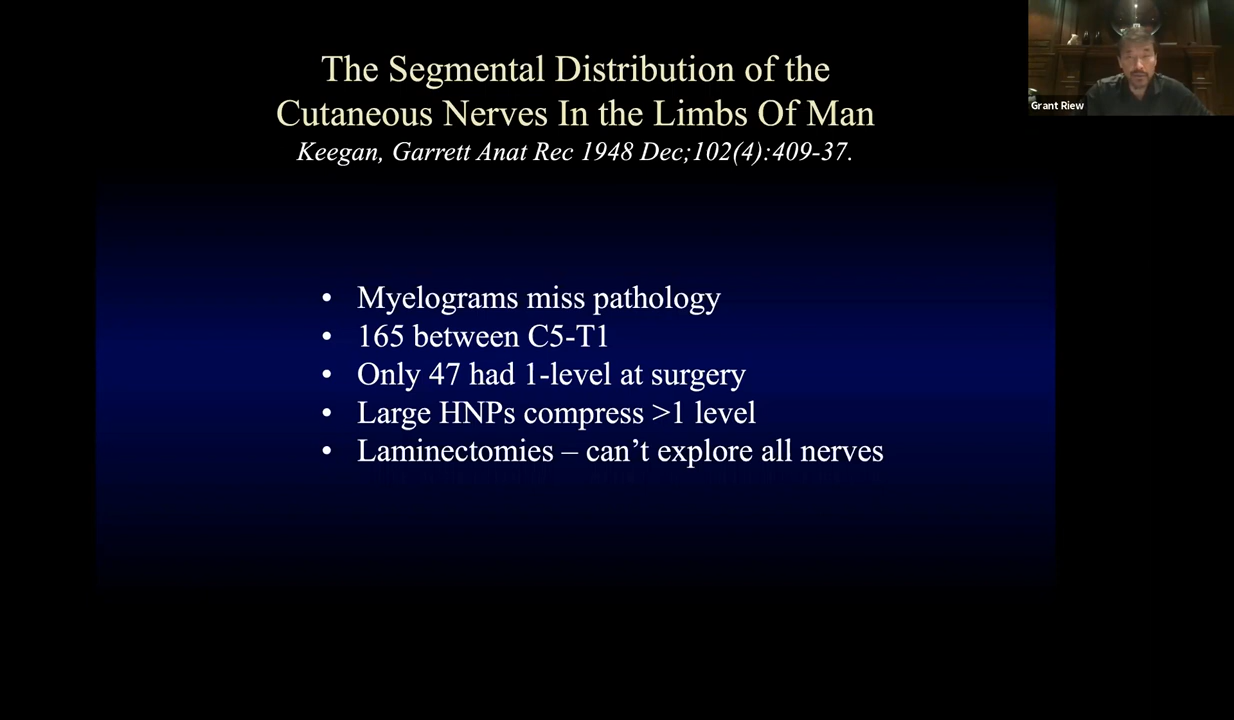 The Segmental Distribution of the
Cutaneous Nerves In the Limbs Of Man
Keegan, Garrett Anat Rec 1948 Dec;102(4):409-37.
Grant Riew
• Myelograms miss pathology
• 165 between C5-T1
• Only 47 had 1-level at surgery
• Large HNPs compress >1 level
• Laminectomies – can’t explore all nerves